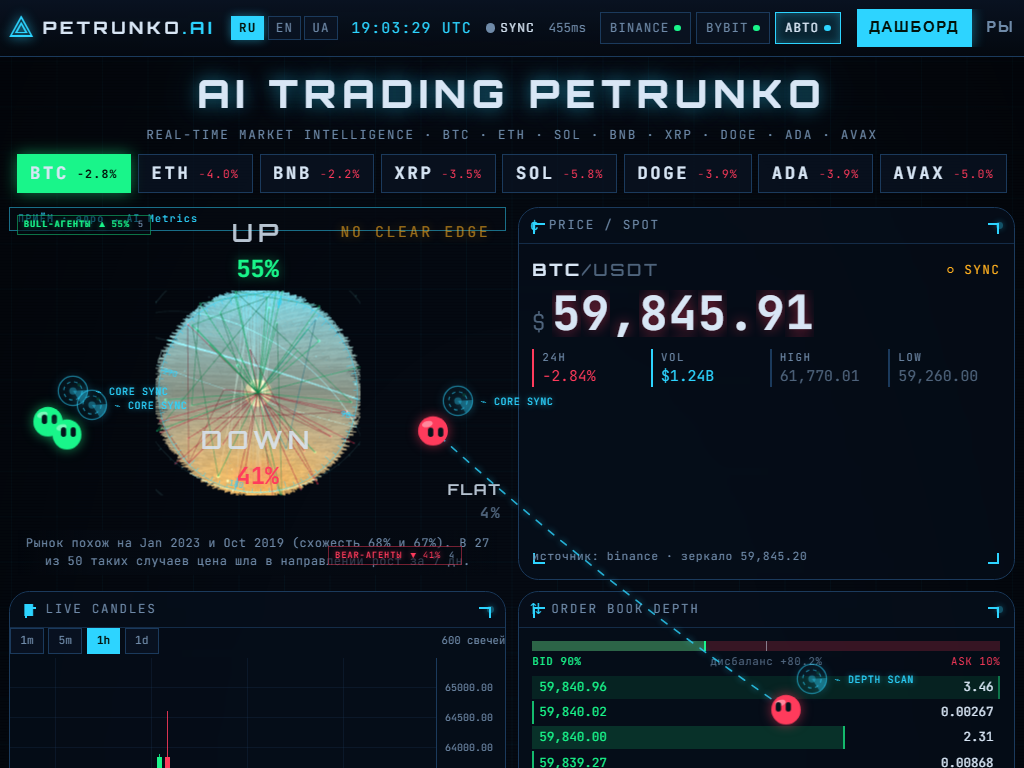 PETRUNKO.AI RU EN UA 19:03:29 UTC SYNC 455ms BINANCE BYBIT АВТО ДАШБОРД РЫ
AI TRADING PETRUNKO
REAL-TIME MARKET INTELLIGENCE · BTC · ETH · SOL · BNB · XRP · DOGE · ADA · AVAX
BTC -2.8% ETH -4.0% BNB -2.2% XRP -3.5% SOL -5.8% DOGE -3.9% ADA -3.9% AVAX -5.0%
AI Metrics
BULL-АГЕНТЫ ▲ 55% 5
UP NO CLEAR EDGE
55%
~ CORE SYNC
~ CORE SYNC
~ CORE SYNC
DOWN
41%
FLAT
4%
Рынок похож на Jan 2023 и Oct 2019 (схожесть 68% и 67%). В 27
из 50 таких случаев цена шла в направлении рост за 7 дн.
BEAR-АГЕНТЫ ▼ 41% 4
PRICE / SPOT
BTC/USDT SYNC
$59,845.91
24H VOL HIGH LOW
-2.84% $1.24B 61,770.01 59,260.00
источник: binance · зеркало 59,845.20
LIVE CANDLES
1m 5m 1h 1d 600 свечей
65000.00
64500.00
64000.00
ORDER BOOK DEPTH
BID 90% Дисбаланс +80.2% ASK 10%
~ DEPTH SCAN
59,840.96 3.46
59,840.02 0.00267
59,840.00 2.31
59,839.27 0.00868